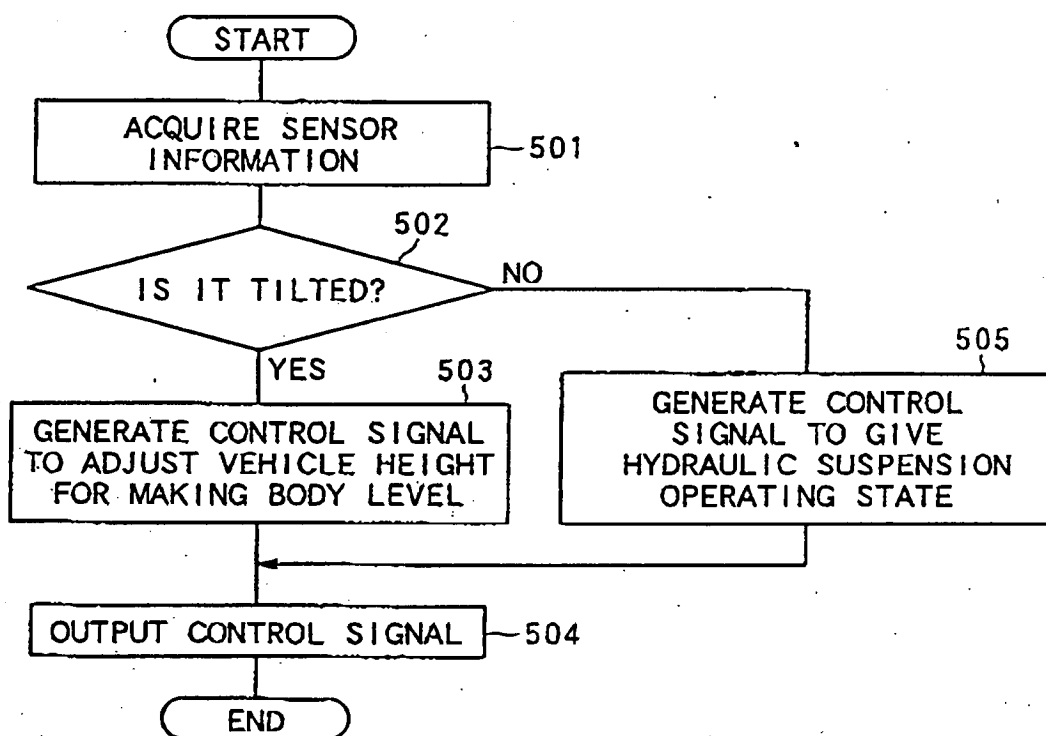 START
ACQUIRE SENSOR
INFORMATION
501
502
IS IT TILTED?
NO
YES
503
GENERATE CONTROL SIGNAL
TO ADJUST VEHICLE HEIGHT
FOR MAKING BODY LEVEL
505
GENERATE CONTROL
SIGNAL TO GIVE
HYDRAULIC SUSPENSION
OPERATING STATE
OUTPUT CONTROL SIGNAL
504
END